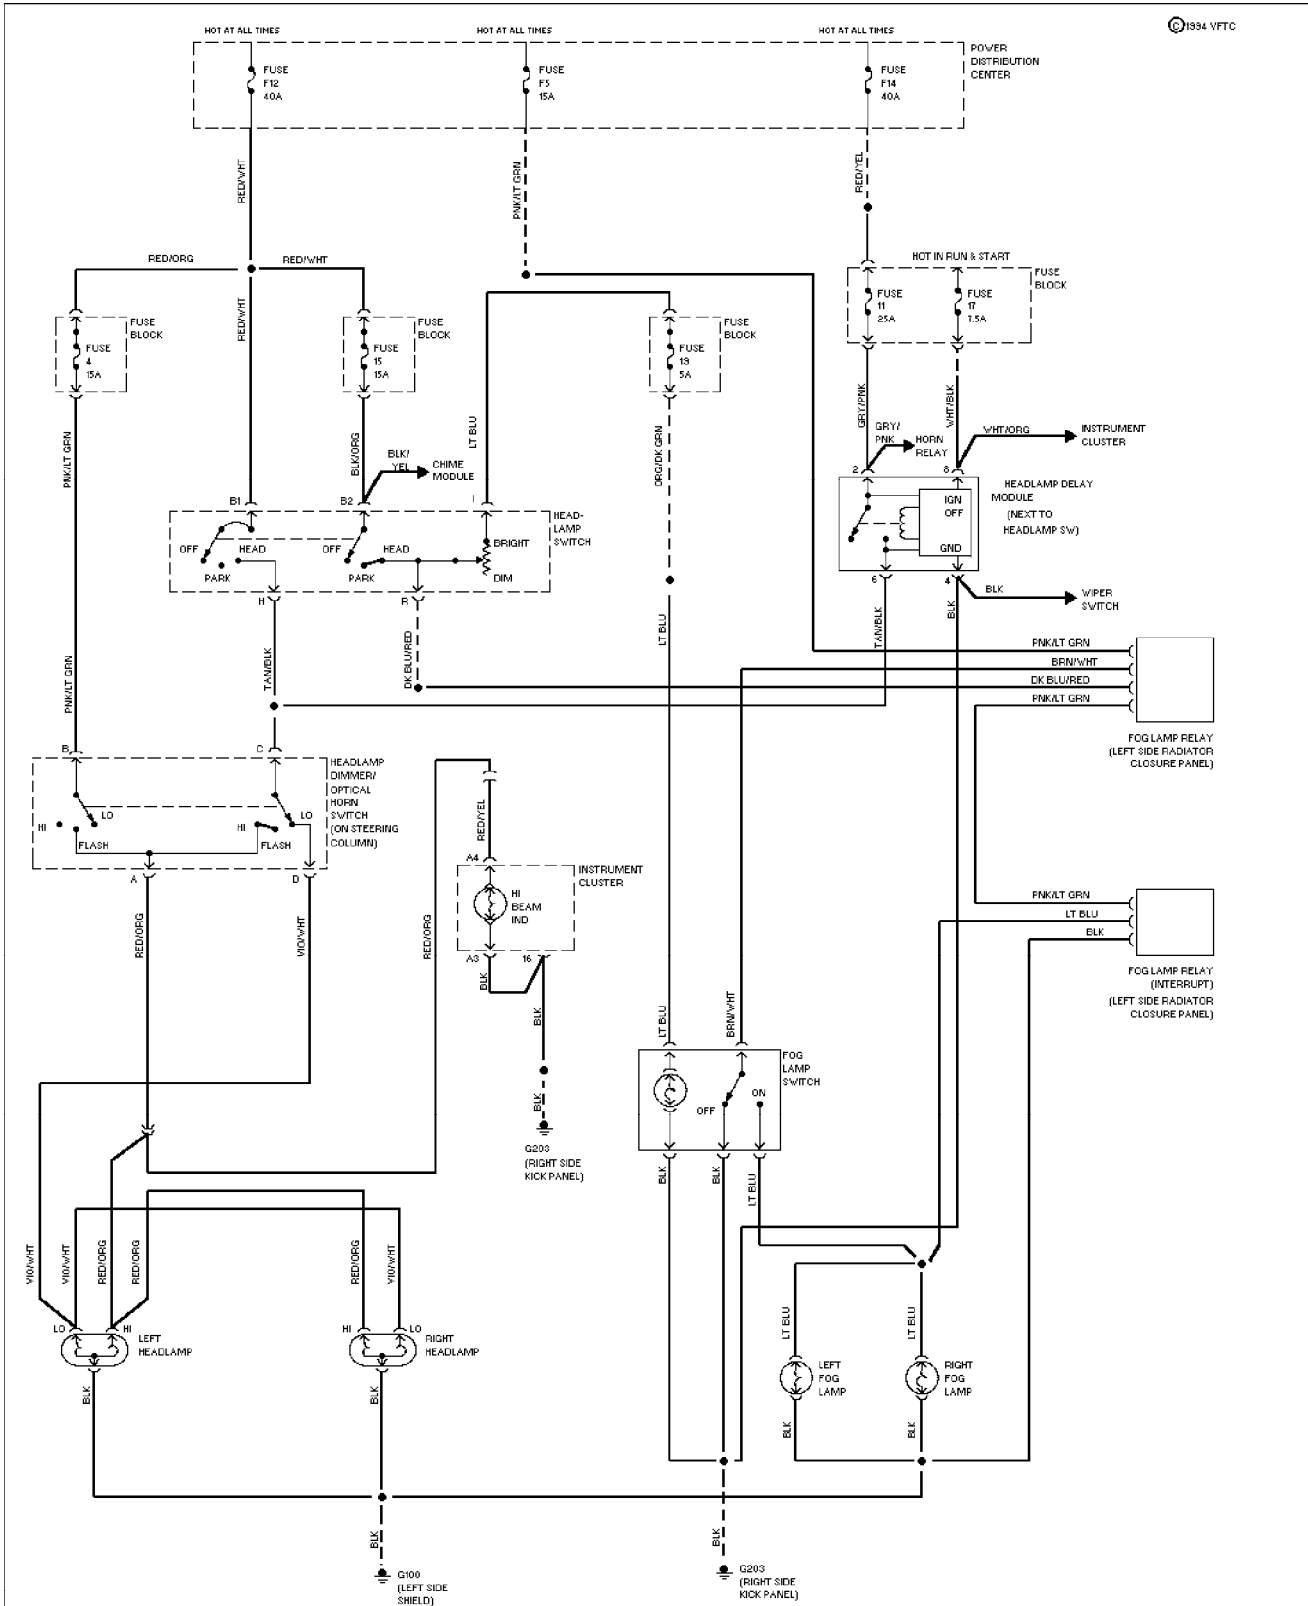 HOT AT ALL TIMES
HOT AT ALL TIMES
HOT AT ALL TIMES
©1994 VFTC
FUSE
F12
40A
FUSE
F5
15A
FUSE
F14
40A
POWER
DISTRIBUTION
CENTER
RED/WHT
PNK/LT GRN
RED/YEL
RED/ORG
RED/WHT
RED/WHT
HOT IN RUN & START
FUSE
BLOCK
FUSE
11
25A
FUSE
17
7.5A
FUSE
BLOCK
FUSE
4
15A
FUSE
BLOCK
FUSE
15
15A
FUSE
BLOCK
FUSE
19
5A
PNK/LT GRN
BLK/ORG
BLK/
YEL
CHIME
MODULE
LT BLU
ORG/DK GRN
GRY/PNK
GRY/
PNK
HORN
RELAY
WHT/BLK
WHT/ORG
INSTRUMENT
CLUSTER
2
8
HEADLAMP DELAY
MODULE
(NEXT TO
HEADLAMP SW)
IGN
OFF
GND
6
4
B1
B2
I
HEAD-
LAMP
SWITCH
OFF
HEAD
PARK
OFF
HEAD
PARK
BRIGHT
DIM
H
R
TAN/BLK
BLK
BLK
WIPER
SWITCH
PNK/LT GRN
TAN/BLK
DK BLU/RED
LT BLU
PNK/LT GRN
BRN/WHT
DK BLU/RED
PNK/LT GRN
FOG LAMP RELAY
(LEFT SIDE RADIATOR
CLOSURE PANEL)
B
C
HEADLAMP
DIMMER/
OPTICAL
HORN
SWITCH
(ON STEERING
COLUMN)
HI
LO
FLASH
HI
LO
FLASH
A
D
RED/YEL
A4
INSTRUMENT
CLUSTER
HI
BEAM
IND
A3
16
RED/ORG
VIO/WHT
RED/ORG
BLK
BLK
BLK
G203
(RIGHT SIDE
KICK PANEL)
PNK/LT GRN
LT BLU
BLK
FOG LAMP RELAY
(INTERRUPT)
(LEFT SIDE RADIATOR
CLOSURE PANEL)
LT BLU
BRN/WHT
FOG
LAMP
SWITCH
OFF
ON
BLK
BLK
LT BLU
VIO/WHT
VIO/WHT
RED/ORG
RED/ORG
RED/ORG
VIO/WHT
LO
HI
LEFT
HEADLAMP
HI
LO
RIGHT
HEADLAMP
LT BLU
LT BLU
LEFT
FOG
LAMP
RIGHT
FOG
LAMP
BLK
BLK
BLK
BLK
BLK
G100
(LEFT SIDE
SHIELD)
BLK
G203
(RIGHT SIDE
KICK PANEL)